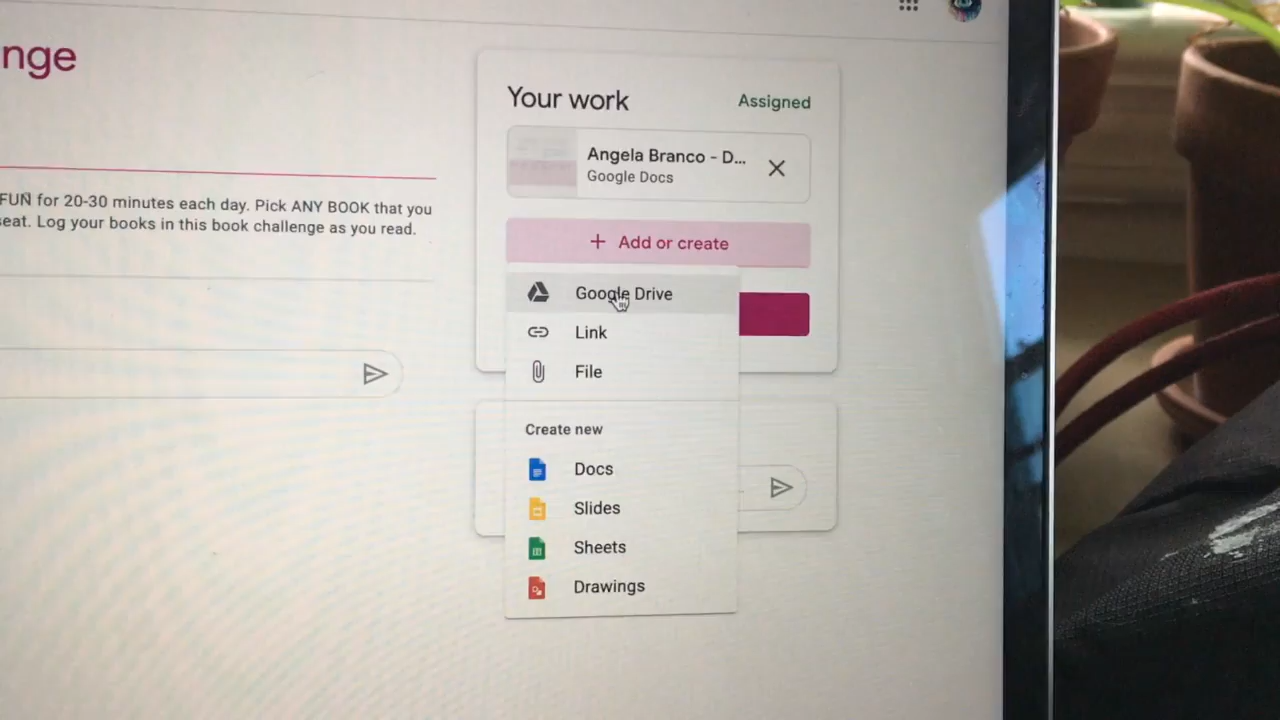 nge
FUN for 20-30 minutes each day. Pick ANY BOOK that you
seat. Log your books in this book challenge as you read.
Your work
Assigned
Angela Branco - D...
Google Docs
+ Add or create
Google Drive
Link
File
Create new
Docs
Slides
Sheets
Drawings